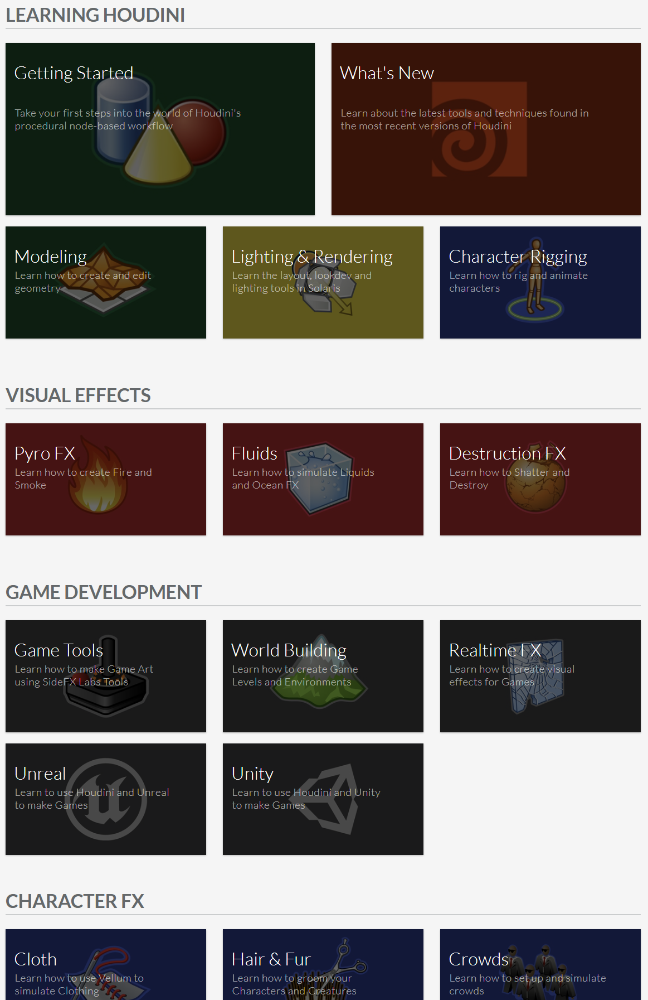 LEARNING HOUDINI
Getting Started
Take your first steps into the world of Houdini's
procedural node-based workflow
What's New
Learn about the latest tools and techniques found in
the most recent versions of Houdini
Modeling
Learn how to create and edit
geometry
Lighting & Rendering
Learn the layout, lookdev and
lighting tools in Solaris
Character Rigging
Learn how to rig and animate
characters
VISUAL EFFECTS
Pyro FX
Learn how to create Fire and
Smoke
Fluids
Learn how to simulate Liquids
and Ocean FX
Destruction FX
Learn how to Shatter and
Destroy
GAME DEVELOPMENT
Game Tools
Learn how to make Game Art
using SideFX Labs Tools
World Building
Learn how to create Game
Levels and Environments
Realtime FX
Learn how to create visual
effects for Games
Unreal
Learn to use Houdini and Unreal
to make Games
Unity
Learn to use Houdini and Unity
to make Games
CHARACTER FX
Cloth
Learn how to use Vellum to
simulate Clothing
Hair & Fur
Learn how to groom your
Characters and Creatures
Crowds
Learn how to set up and simulate
crowds